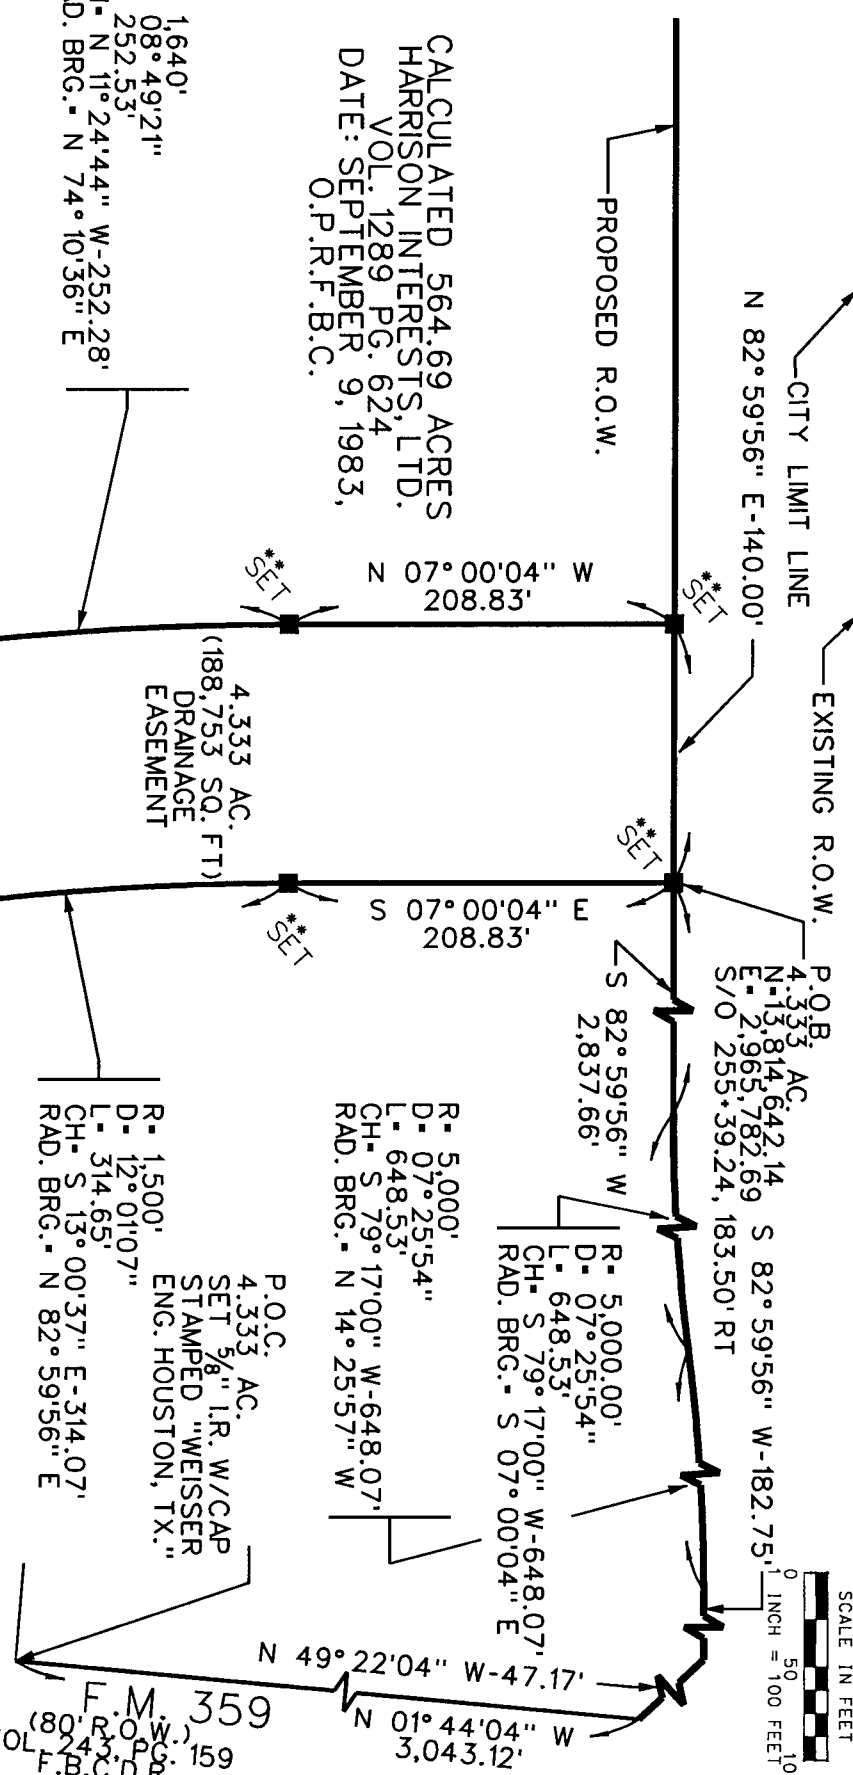 CITY LIMIT LINE
N 82°59'56" E-140.00'
EXISTING R.O.W.
PROPOSED R.O.W.
CALCULATED 564.69 ACRES
HARRISON INTERESTS, LTD.
VOL. 1289 PG. 624
DATE: SEPTEMBER 9, 1983,
O.P.R.F.B.C.
1,640'
08°49'21"
252.53'
N 11°24'44" W-252.28'
D. BRG.= N 74°10'36" E
** SET
N 07°00'04" W
208.83'
** SET
4.333 AC.
(188,753 SQ. FT)
DRAINAGE
EASEMENT
** SET
S 07°00'04" E
208.83'
** SET
P.O.B.
4.333 AC.
N=13,814,642.14
E= 2,965,782.69
S/O 255+39.24, 183.50' RT
S 82°59'56" W
2,837.66'
S 82°59'56" W-182.75'
R= 5,000.00'
D= 07°25'54"
L= 648.53'
CH= S 79°17'00" W-648.07'
RAD. BRG.= S 07°00'04" E
R= 5,000'
D= 07°25'54"
L= 648.53'
CH= S 79°17'00" W-648.07'
RAD. BRG.= N 14°25'57" W
P.O.C.
4.333 AC.
SET 5/8" I.R. W/CAP
STAMPED "WEISSER
ENG. HOUSTON, TX."
R= 1,500'
D= 12°01'07"
L= 314.65'
CH= S 13°00'37" E-314.07'
RAD. BRG.= N 82°59'56" E
SCALE IN FEET
0 50 10
1 INCH = 100 FEET
N 49°22'04" W-47.17'
N 01°44'04" W
3,043.12'
F.M. 359
(80' R.O.W.)
OL. 243, PG. 159
F.B.C.D.R.